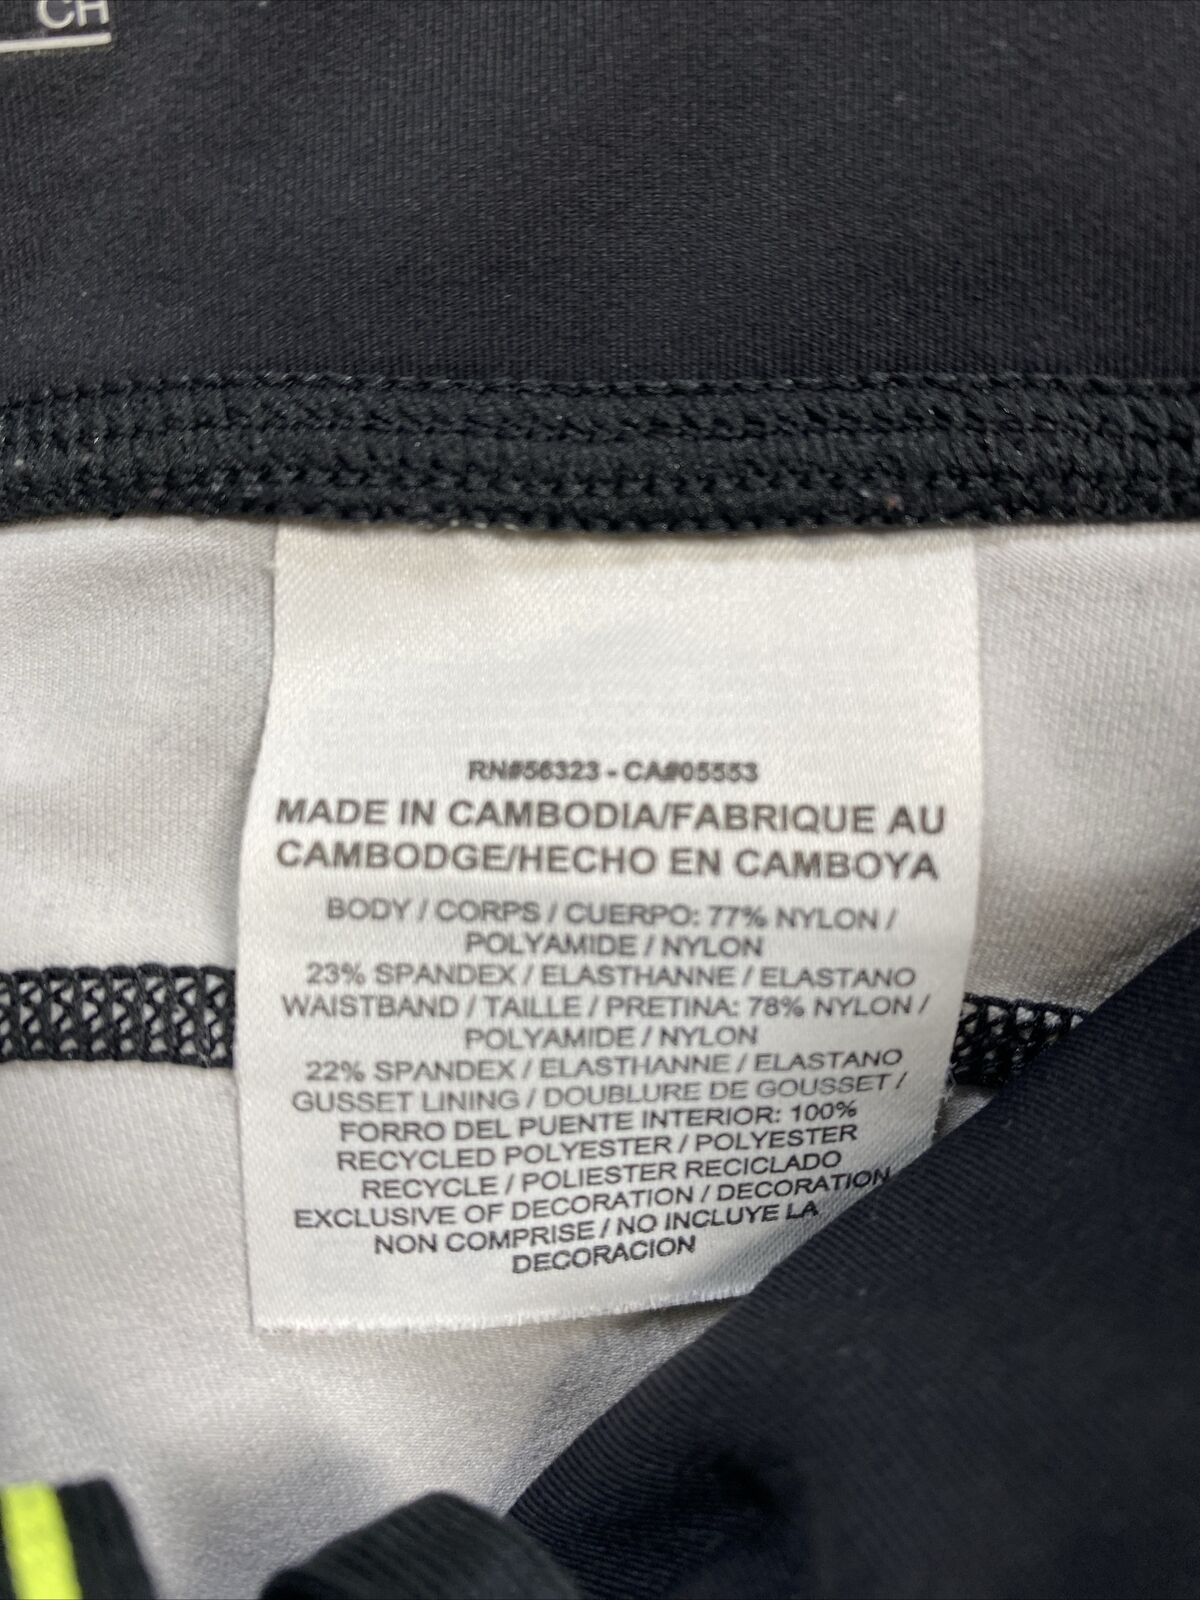 CH
RN#56323 - CA#05553
MADE IN CAMBODIA/FABRIQUE AU
CAMBODGE/HECHO EN CAMBOYA
BODY / CORPS / CUERPO: 77% NYLON /
POLYAMIDE / NYLON
23% SPANDEX / ELASTHANNE / ELASTANO
WAISTBAND / TAILLE / PRETINA: 78% NYLON /
POLYAMIDE / NYLON
22% SPANDEX / ELASTHANNE / ELASTANO
GUSSET LINING / DOUBLURE DE GOUSSET /
FORRO DEL PUENTE INTERIOR: 100%
RECYCLED POLYESTER / POLYESTER
RECYCLE / POLIESTER RECICLADO
EXCLUSIVE OF DECORATION / DECORATION
NON COMPRISE / NO INCLUYE LA
DECORACION